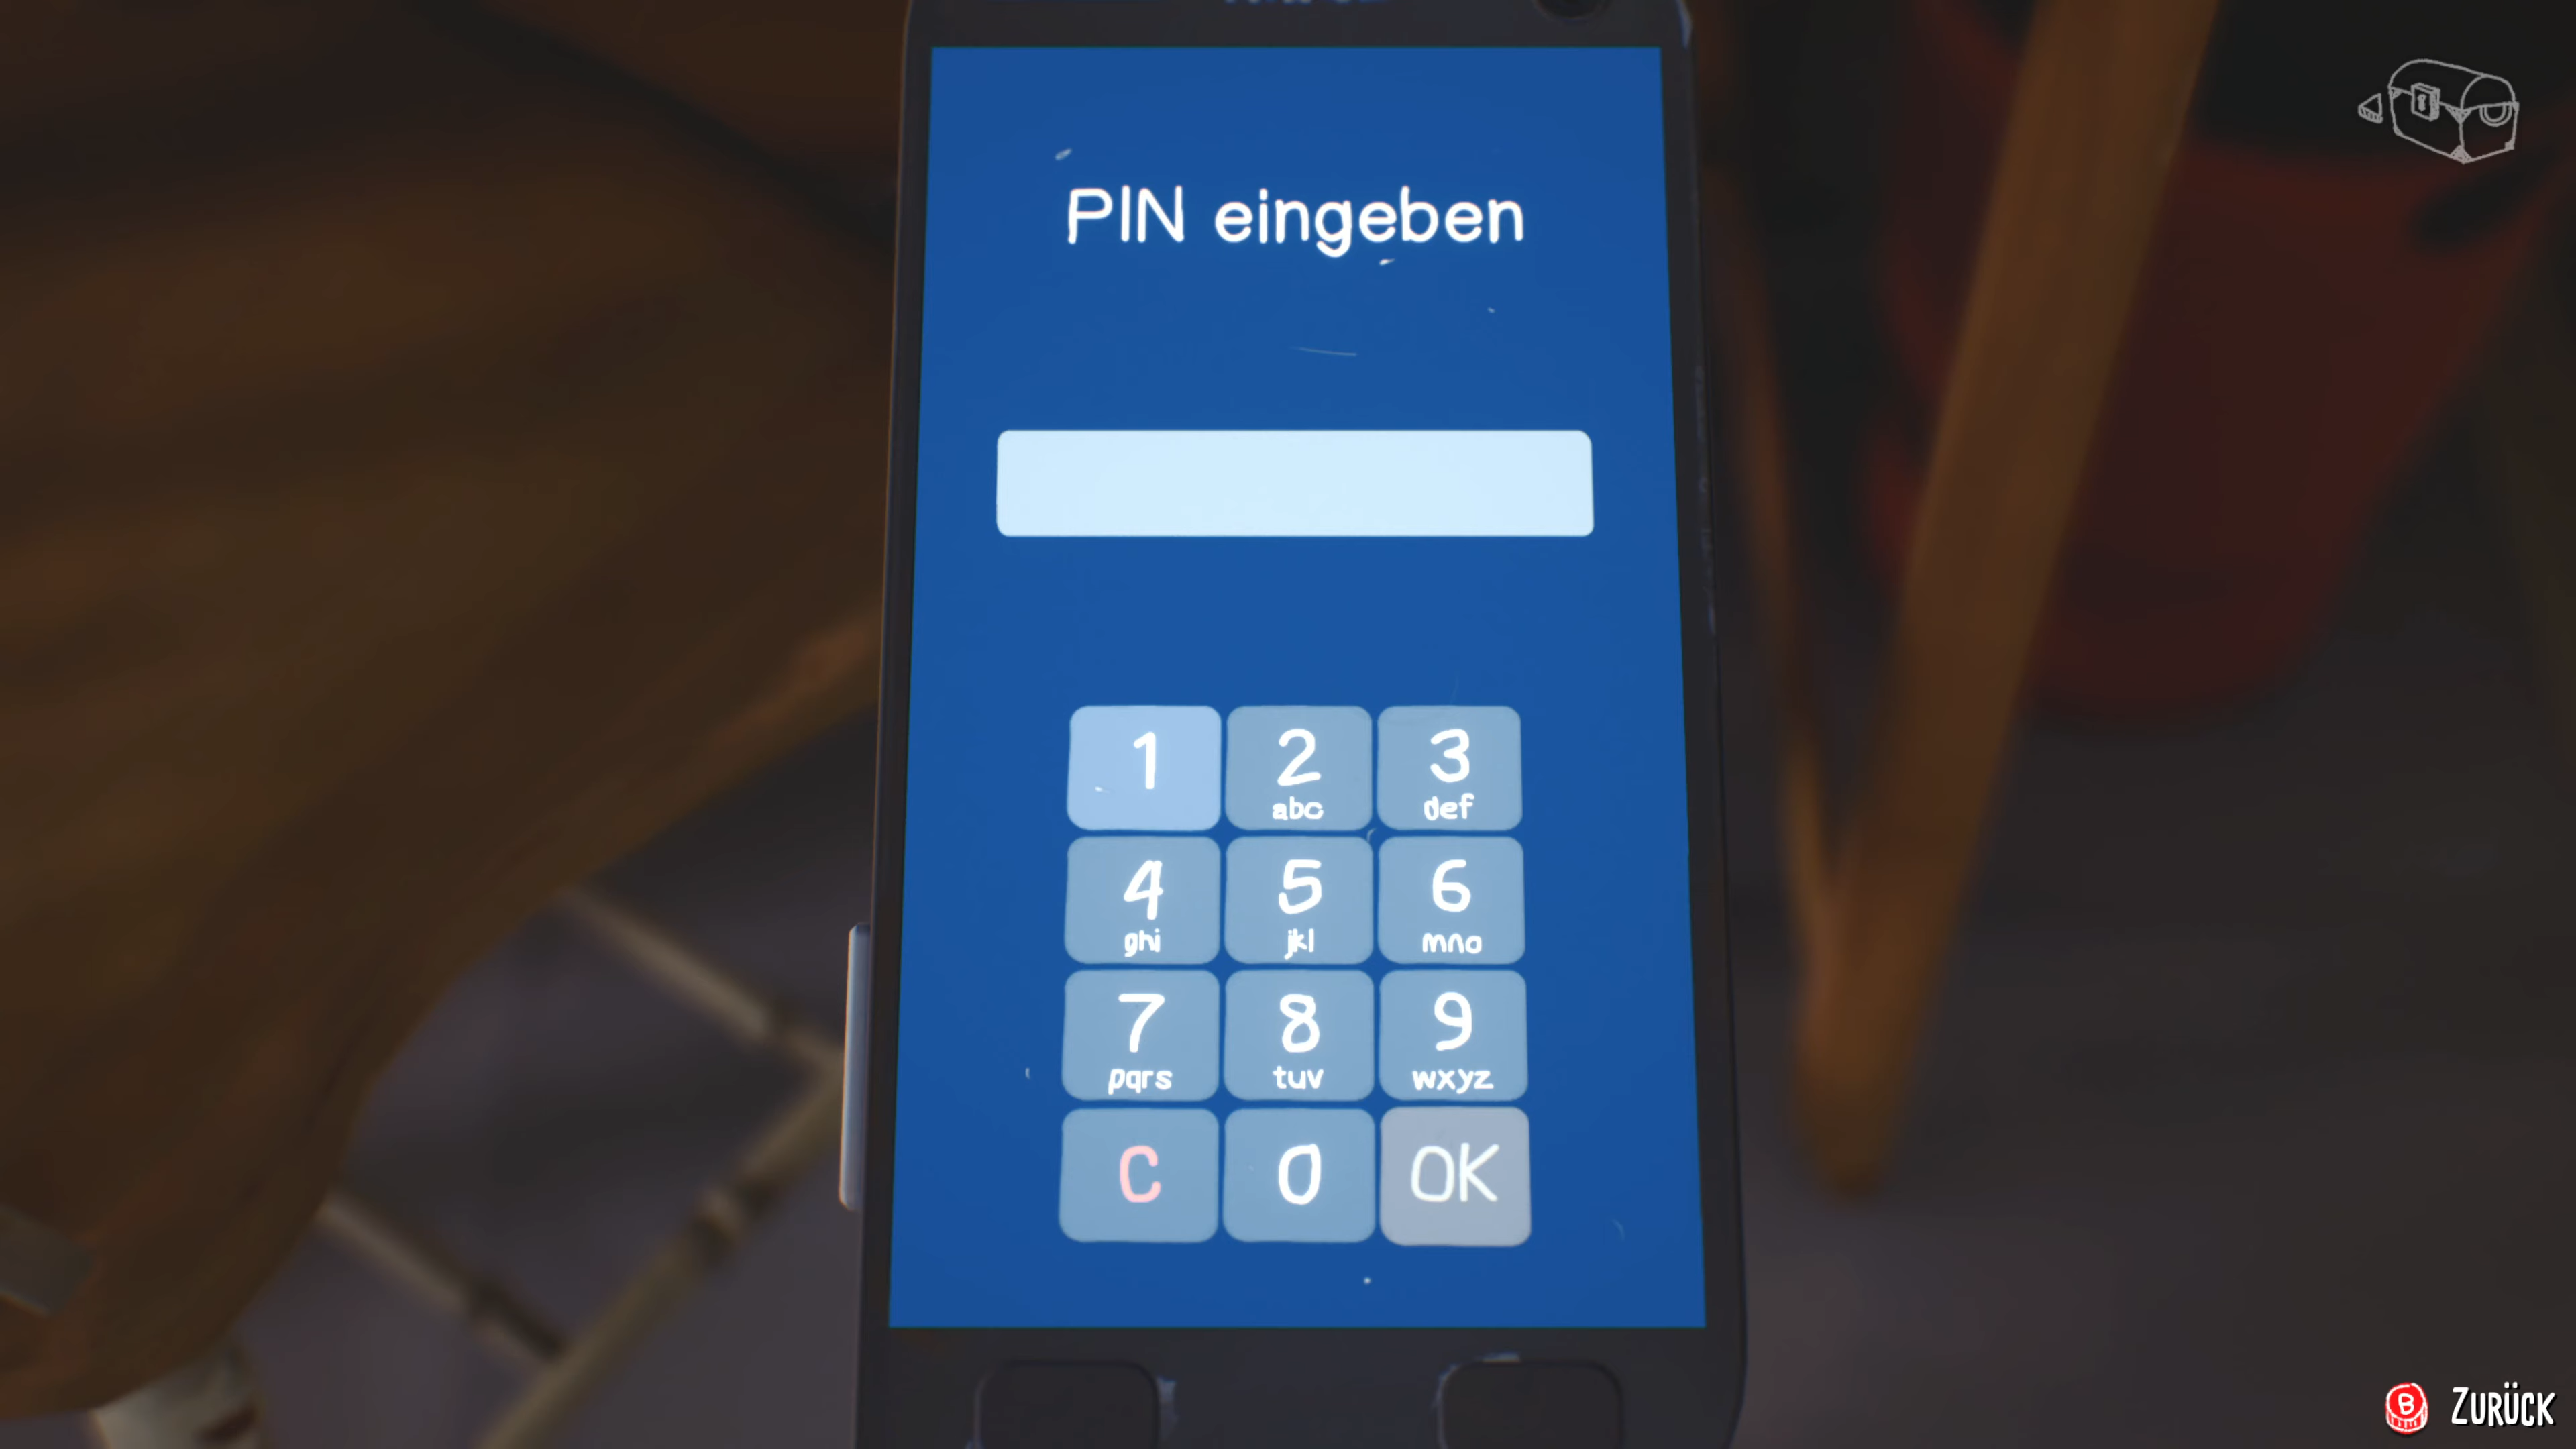 PIN eingeben
1 2 3
abc def
4 5 6
ghi jkl mno
7 8 9
pqrs tuv wxyz
C 0 OK
B ZURÜCK